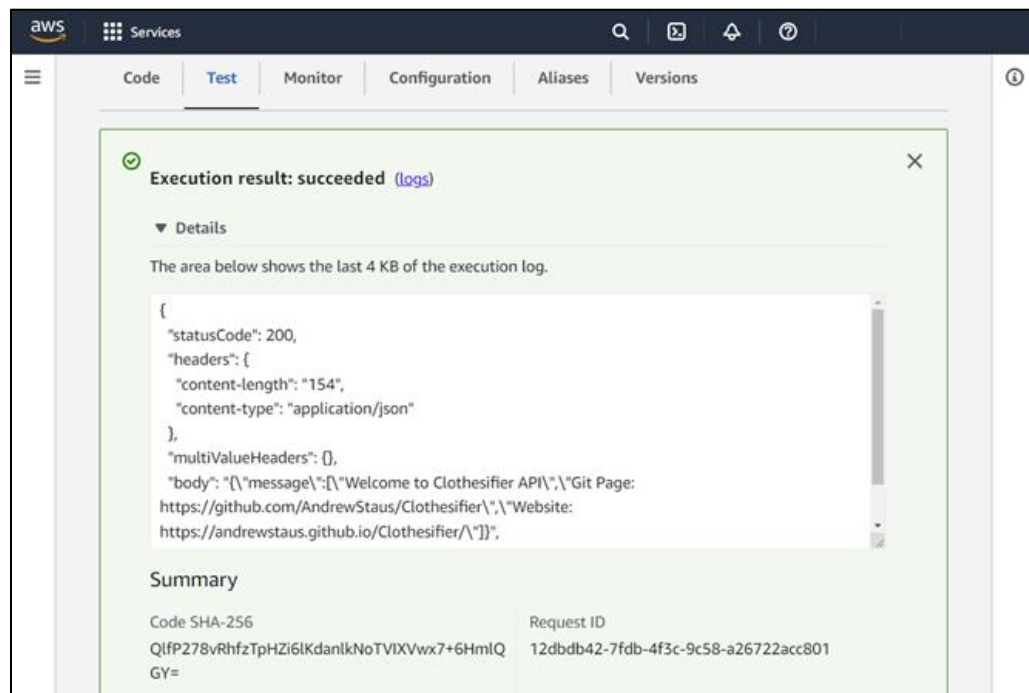 aws
Services
Code Test Monitor Configuration Aliases Versions
Execution result: succeeded (logs)
Details
The area below shows the last 4 KB of the execution log.
{
"statusCode": 200,
"headers": {
"content-length": "154",
"content-type": "application/json"
},
"multiValueHeaders": {},
"body": "{\"message\":[\"Welcome to Clothesifier API\",\"Git Page:
https://github.com/AndrewStaus/Clothesifier\",\"Website:
https://andrewstaus.github.io/Clothesifier/\"]}",
Summary
Code SHA-256 Request ID
QlfP278vRhfzTpHZi6lKdanlkNoTVIXVwx7+6HmlQ 12dbdb42-7fdb-4f3c-9c58-a26722acc801
GY=